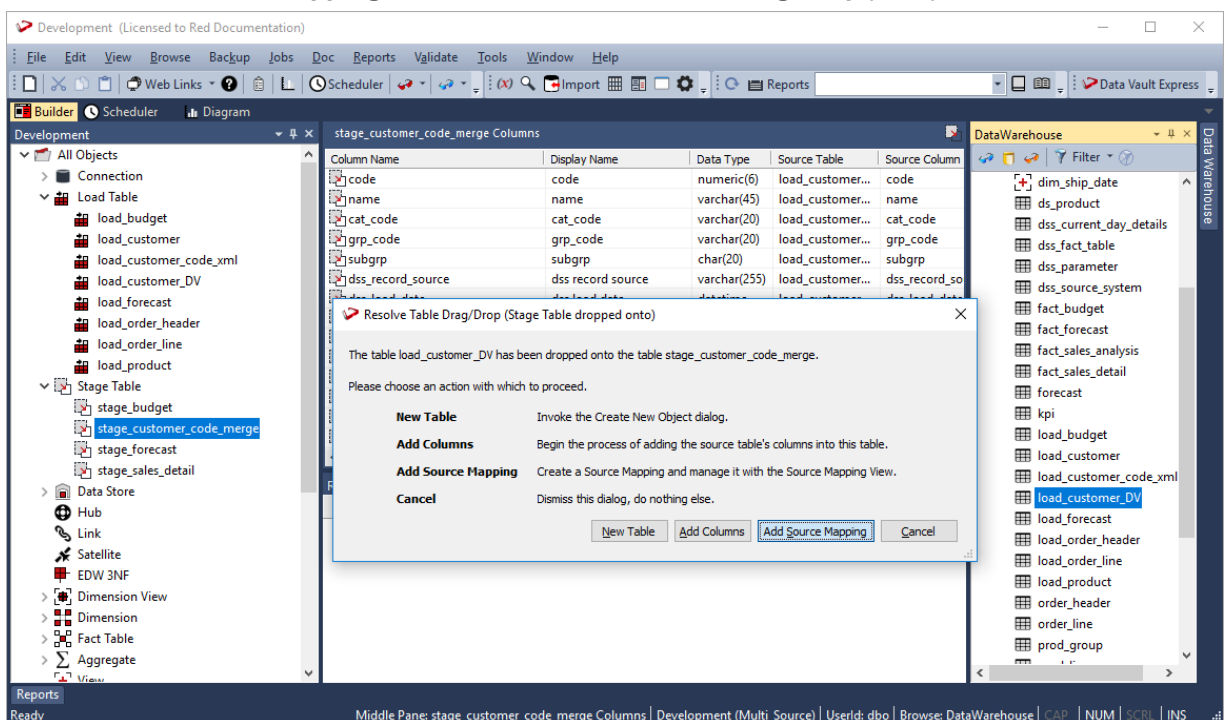 Development (Licensed to Red Documentation)
File Edit View Browse Backup Jobs Doc Reports Validate Tools Window Help
Web Links Scheduler Import Reports Data Vault Express
Builder Scheduler Diagram
Development
All Objects
Connection
Load Table
load_budget
load_customer
load_customer_code_xml
load_customer_DV
load_forecast
load_order_header
load_order_line
load_product
Stage Table
stage_budget
stage_customer_code_merge
stage_forecast
stage_sales_detail
Data Store
Hub
Link
Satellite
EDW 3NF
Dimension View
Dimension
Fact Table
Aggregate
View
stage_customer_code_merge Columns
Column Name Display Name Data Type Source Table Source Column
code code numeric(6) load_customer... code
name name varchar(45) load_customer... name
cat_code cat_code varchar(20) load_customer... cat_code
grp_code grp_code varchar(20) load_customer... grp_code
subgrp subgrp char(20) load_customer... subgrp
dss_record_source dss record source varchar(255) load_customer... dss_record_so
Resolve Table Drag/Drop (Stage Table dropped onto)
The table load_customer_DV has been dropped onto the table stage_customer_code_merge.
Please choose an action with which to proceed.
New Table Invoke the Create New Object dialog.
Add Columns Begin the process of adding the source table's columns into this table.
Add Source Mapping Create a Source Mapping and manage it with the Source Mapping View.
Cancel Dismiss this dialog, do nothing else.
New Table Add Columns Add Source Mapping Cancel
DataWarehouse
Filter
dim_ship_date
ds_product
dss_current_day_details
dss_fact_table
dss_parameter
dss_source_system
fact_budget
fact_forecast
fact_sales_analysis
fact_sales_detail
forecast
kpi
load_budget
load_customer
load_customer_code_xml
load_customer_DV
load_forecast
load_order_header
load_order_line
load_product
order_header
order_line
prod_group
Data Warehouse
Reports
Ready Middle Pane: stage_customer_code_merge Columns Development (Multi Source) UserId: dbo Browse: DataWarehouse CAP NUM SCRL INS